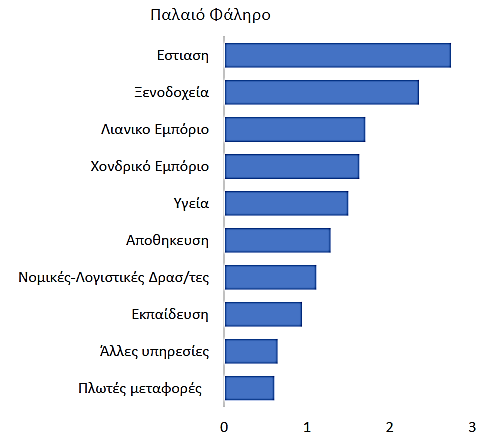 Παλαιό Φάληρο
Εστιαση
Ξενοδοχεία
Λιανικο Εμπόριο
Χονδρικό Εμπόριο
Υγεία
Αποθηκευση
Νομικές-Λογιστικές Δρασ/τες
Εκπαίδευση
Άλλες υπηρεσίες
Πλωτές μεταφορές
0 1 2 3